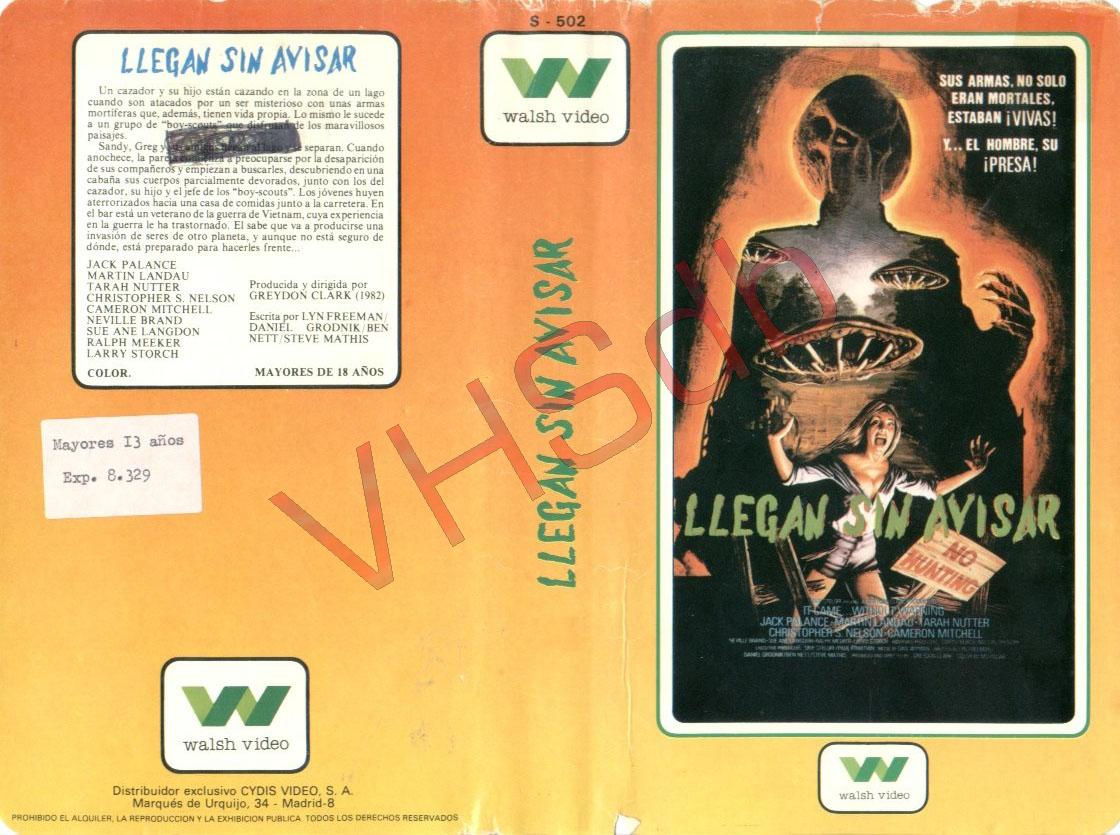 LLEGAN SIN AVISAR
Un cazador y su hijo están cazando en la zona de un lago
cuando son atacados por un ser misterioso con unas armas
mortíferas que, además, tienen vida propia. Lo mismo le sucede
a un grupo de "boy-scouts" que disfrutan de los maravillosos
paisajes.
Sandy, Greg y al lago y se separan. Cuando
anochece, la pareja comienza a preocuparse por la desaparición
de sus compañeros y empiezan a buscarles, descubriendo en una
cabaña sus cuerpos parcialmente devorados, junto con los del
cazador, su hijo y el jefe de los "boy-scouts". Los jóvenes huyen
aterrorizados hacia una casa de comidas junto a la carretera. En
el bar está un veterano de la guerra de Vietnam, cuya experiencia
en la guerra le ha trastornado. El sabe que va a producirse una
invasión de seres de otro planeta, y aunque no está seguro de
dónde, está preparado para hacerles frente...
JACK PALANCE
MARTIN LANDAU
TARAH NUTTER
CHRISTOPHER S. NELSON
CAMERON MITCHELL
NEVILLE BRAND
SUE ANE LANGDON
RALPH MEEKER
LARRY STORCH
Producida y dirigida por
GREYDON CLARK (1982)
Escrita por LYN FREEMAN/
DANIEL GRODNIK/BEN
NETT/STEVE MATHIS
COLOR.
MAYORES DE 18 AÑOS
Mayores I3 años
Exp. 8.329
walsh video
Distribuidor exclusivo CYDIS VIDEO, S. A.
Marqués de Urquijo, 34 - Madrid-8
PROHIBIDO EL ALQUILER, LA REPRODUCCION Y LA EXHIBICION PUBLICA. TODOS LOS DERECHOS RESERVADOS
S - 502
walsh video
LLEGAN SIN AVISAR
VHSdb
SUS ARMAS, NO SOLO
ERAN MORTALES,
ESTABAN ¡VIVAS!
Y... EL HOMBRE, SU
¡PRESA!
LLEGAN SIN AVISAR
NO
HUNTING
IT CAME WITHOUT WARNING
JACK PALANCE · MARTIN LANDAU · TARAH NUTTER
CHRISTOPHER S. NELSON · CAMERON MITCHELL
walsh video